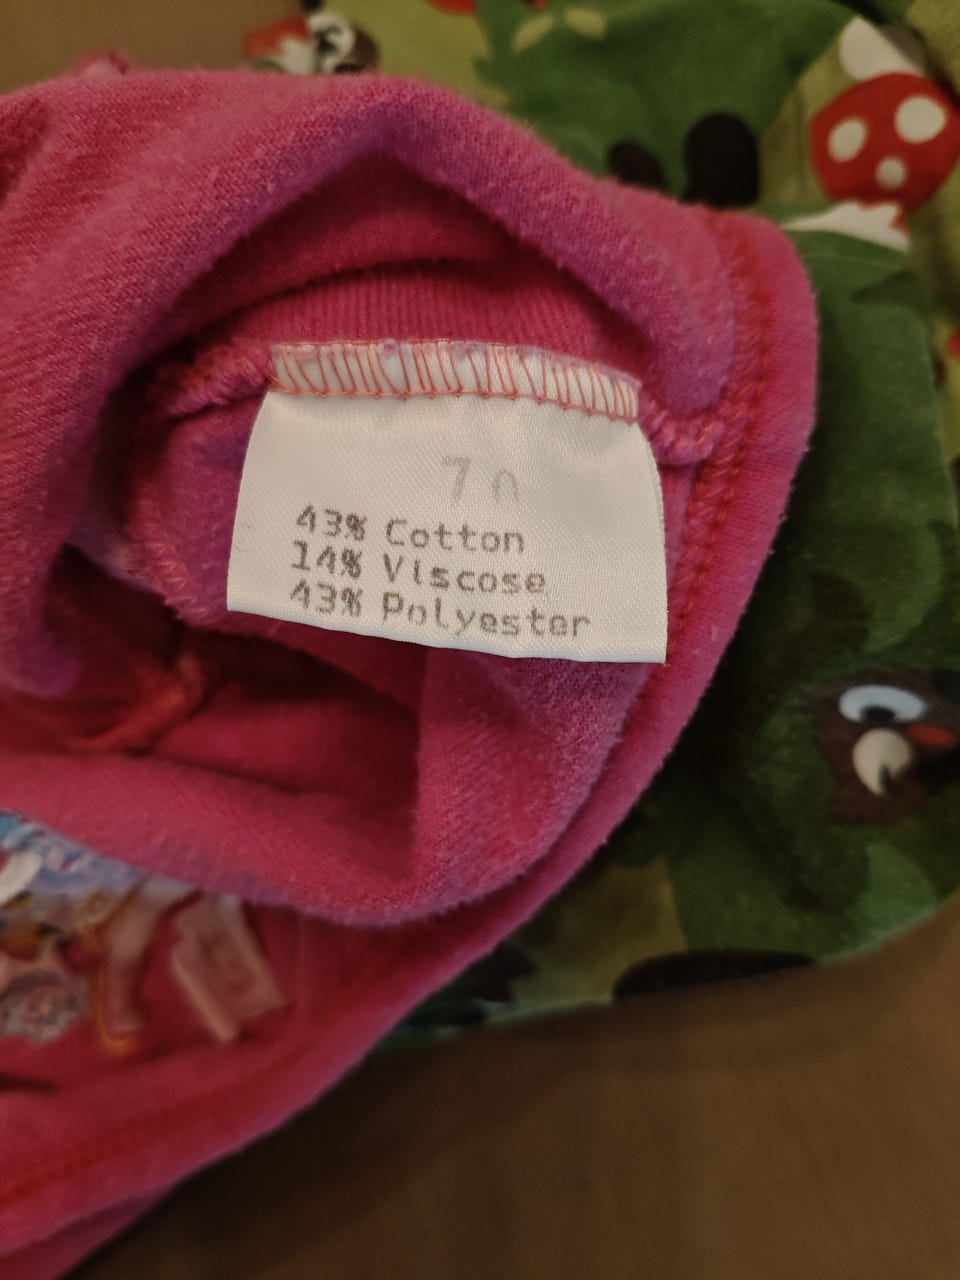 43% Cotton
14% Viscose
43% Polyester